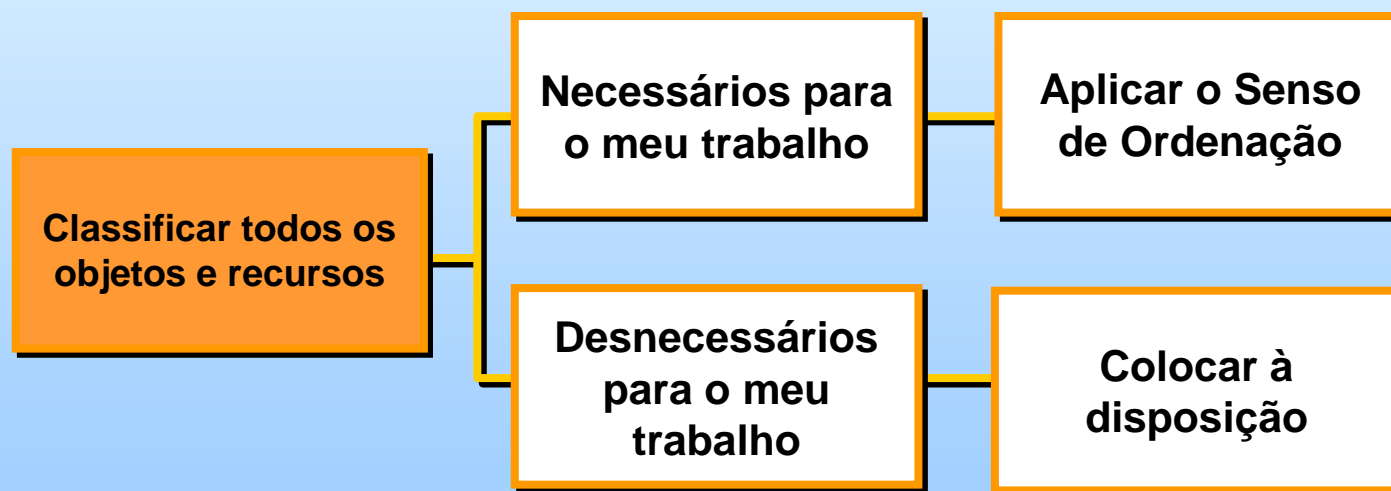 Classificar todos os
objetos e recursos
Necessários para
o meu trabalho
Aplicar o Senso
de Ordenação
Desnecessários
para o meu
trabalho
Colocar à
disposição